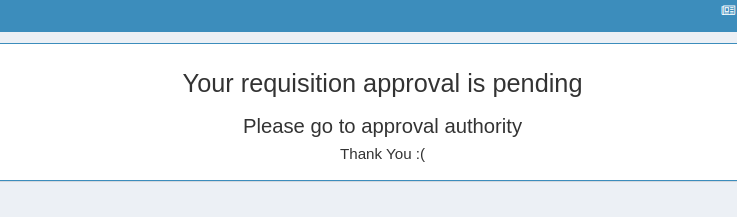 Your requisition approval is pending
Please go to approval authority
Thank You :(